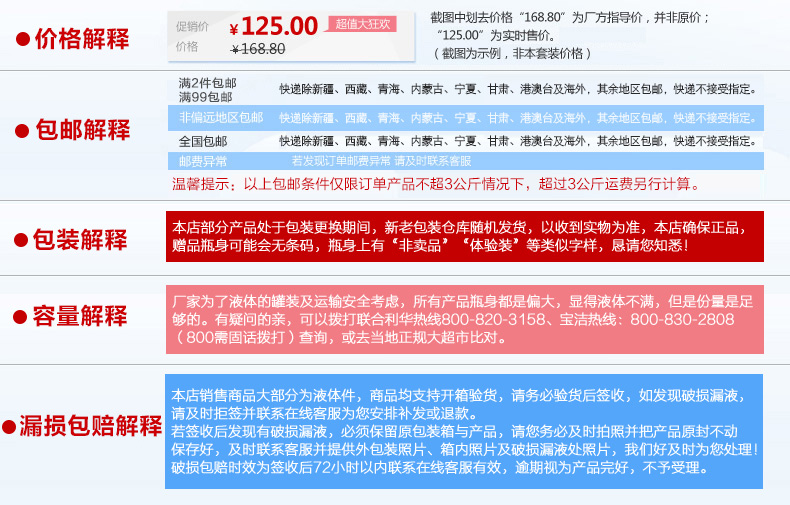 ●价格解释
促销价 ¥125.00 超值大狂欢
价格 ¥168.80
截图中划去价格“168.80”为厂方指导价，并非原价；
“125.00”为实时售价。
（截图为示例，非本套装价格）
●包邮解释
满2件包邮
满99包邮
快递除新疆、西藏、青海、内蒙古、宁夏、甘肃、港澳台及海外，其余地区包邮，快递不接受指定。
非偏远地区包邮 快递除新疆、西藏、青海、内蒙古、宁夏、甘肃、港澳台及海外，其余地区包邮，快递不接受指定。
全国包邮 快递除新疆、西藏、青海、内蒙古、宁夏、甘肃、港澳台及海外，其余地区包邮，快递不接受指定。
邮费异常 若发现订单邮费异常 请及时联系客服
温馨提示：以上包邮条件仅限订单产品不超3公斤情况下，超过3公斤运费另行计算。
●包装解释
本店部分产品处于包装更换期间，新老包装仓库随机发货，以收到实物为准，本店确保正品，
赠品瓶身可能会无条码，瓶身上有“非卖品”“体验装”等类似字样，恳请您知悉！
●容量解释
厂家为了液体的罐装及运输安全考虑，所有产品瓶身都是偏大，显得液体不满，但是份量是足
够的。有疑问的亲，可以拨打联合利华热线800-820-3158、宝洁热线：800-830-2808
（800需固话拨打）查询，或去当地正规大超市比对。
●漏损包赔解释
本店销售商品大部分为液体件，商品均支持开箱验货，请务必验货后签收，如发现破损漏液，
请及时拒签并联系在线客服为您安排补发或退款。
若签收后发现有破损漏液，必须保留原包装箱与产品，请您务必及时拍照并把产品原封不动
保存好，及时联系客服并提供外包装照片、箱内照片及破损漏液处照片，我们好及时为您处理！
破损包赔时效为签收后72小时以内联系在线客服有效，逾期视为产品完好，不予受理。